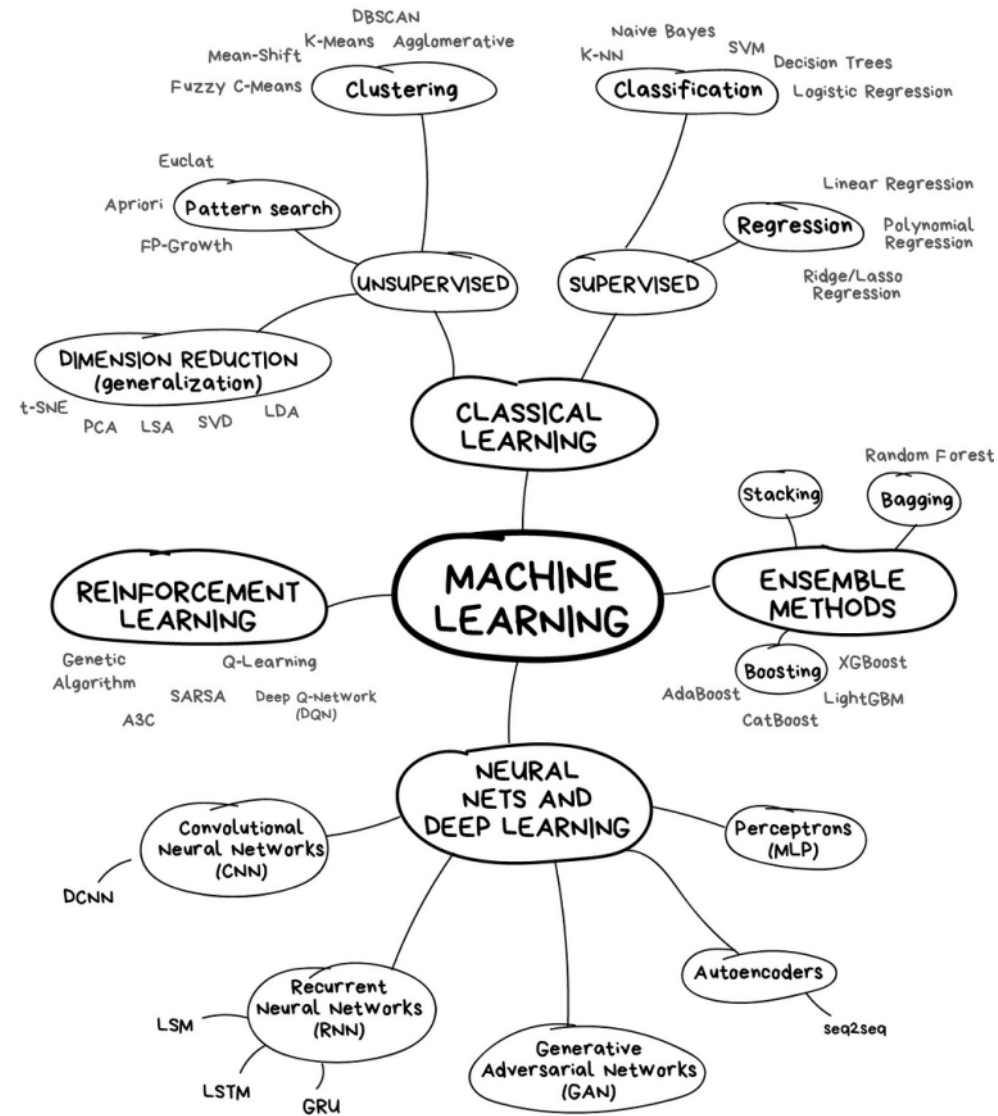 DBSCAN
K-Means
Agglomerative
Mean-Shift
Fuzzy C-Means
Clustering
Naive Bayes
K-NN
SVM
Decision Trees
Classification
Logistic Regression
Euclat
Apriori
Pattern search
FP-Growth
Linear Regression
Regression
Polynomial
Regression
Ridge/Lasso
Regression
UNSUPERVISED
SUPERVISED
DIMENSION REDUCTION
(generalization)
t-SNE
PCA
LSA
SVD
LDA
CLASSICAL
LEARNING
Random Forest
Stacking
Bagging
REINFORCEMENT
LEARNING
MACHINE
LEARNING
ENSEMBLE
METHODS
Genetic
Algorithm
Q-Learning
SARSA
Deep Q-Network
(DQN)
A3C
Boosting
XGBoost
AdaBoost
LightGBM
CatBoost
NEURAL
NETS AND
DEEP LEARNING
Convolutional
Neural Networks
(CNN)
DCNN
Perceptrons
(MLP)
Autoencoders
seq2seq
Recurrent
Neural Networks
(RNN)
LSM
LSTM
GRU
Generative
Adversarial Networks
(GAN)